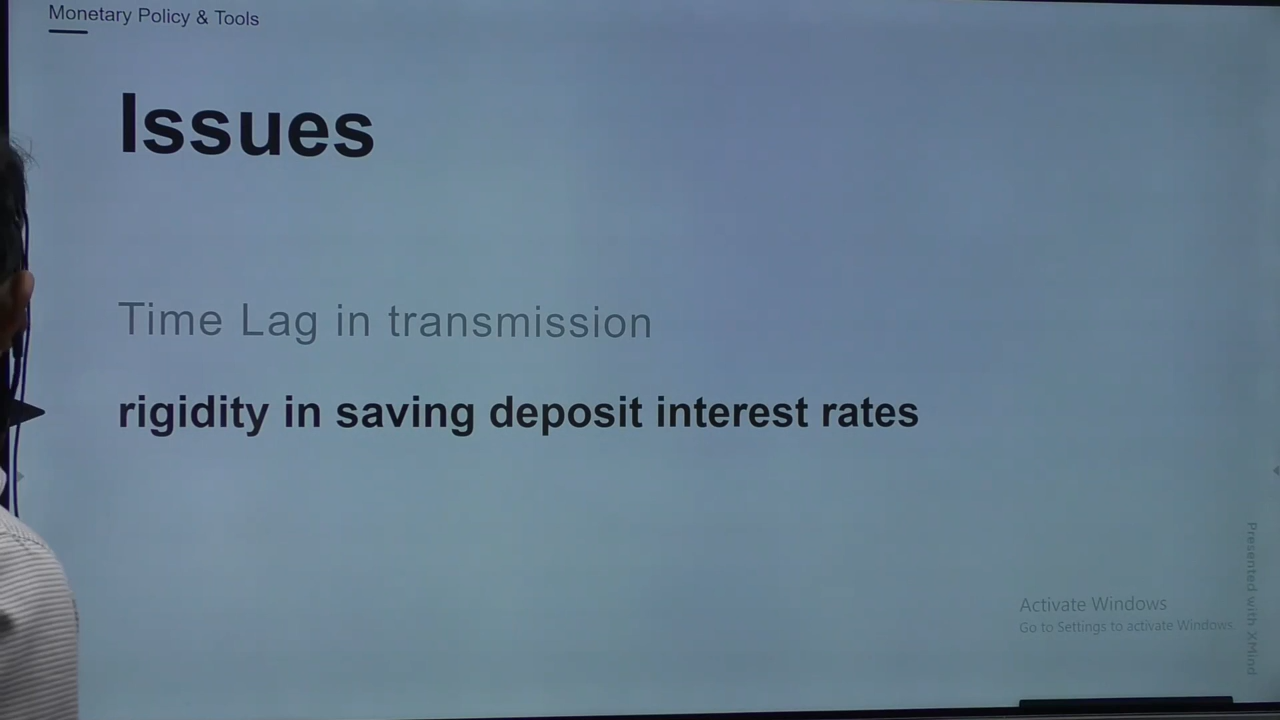 Monetary Policy & Tools
Issues
Time Lag in transmission
rigidity in saving deposit interest rates
Activate Windows
Go to Settings to activate Windows.
Presented with XMind